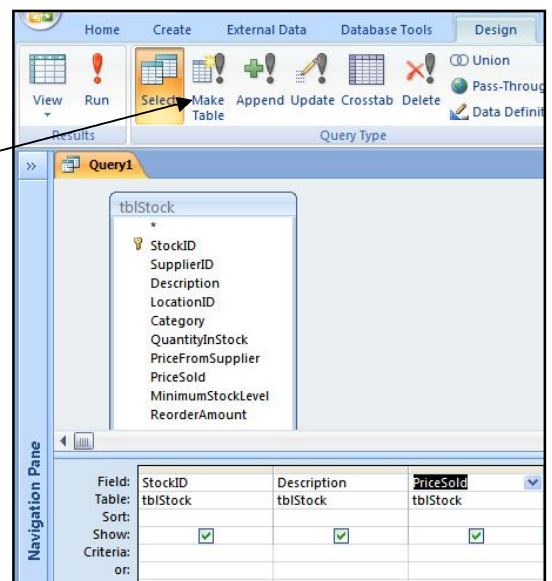 Home Create External Data Database Tools Design
View Run Select Make Table Append Update Crosstab Delete
Union
Pass-Throug
Data Definit
Results Query Type
Query1
tblStock
*
StockID
SupplierID
Description
LocationID
Category
QuantityInStock
PriceFromSupplier
PriceSold
MinimumStockLevel
ReorderAmount
Navigation Pane
Field: StockID Description PriceSold
Table: tblStock tblStock tblStock
Sort:
Show:
Criteria:
or: